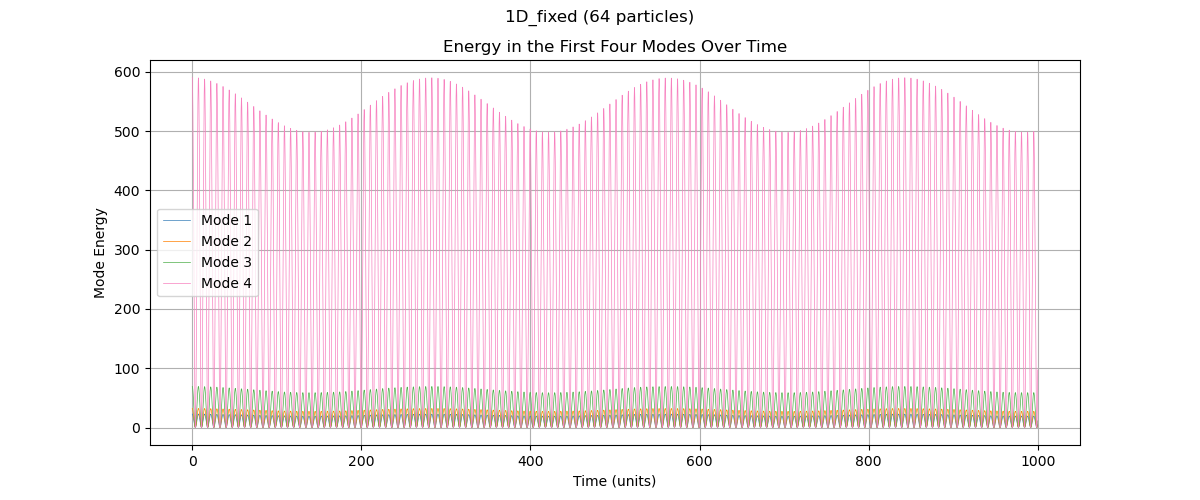 1D_fixed (64 particles)
Energy in the First Four Modes Over Time
600
500
400
300
200
100
0
Mode Energy
Mode 1
Mode 2
Mode 3
Mode 4
0 200 400 600 800 1000
Time (units)